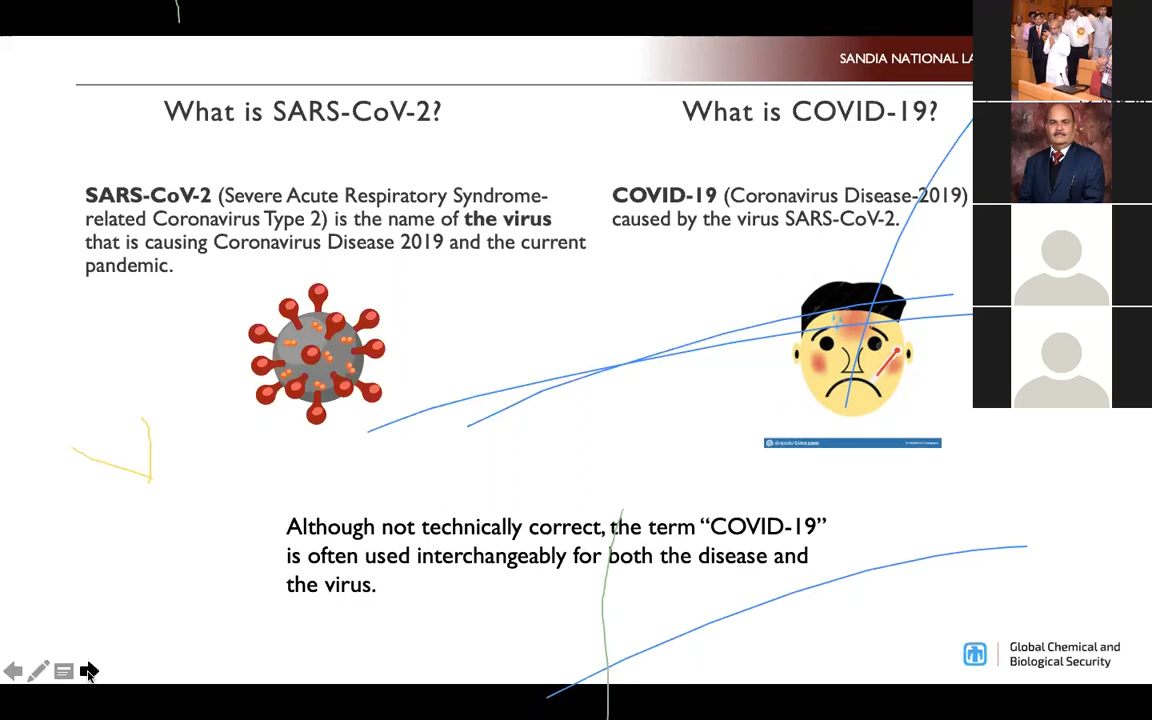 SANDIA NATIONAL LA
What is SARS-CoV-2?
What is COVID-19?
SARS-CoV-2 (Severe Acute Respiratory Syndrome-
related Coronavirus Type 2) is the name of the virus
that is causing Coronavirus Disease 2019 and the current
pandemic.
COVID-19 (Coronavirus Disease-2019)
caused by the virus SARS-CoV-2.
dreamstime.com
Although not technically correct, the term “COVID-19”
is often used interchangeably for both the disease and
the virus.
Global Chemical and
Biological Security